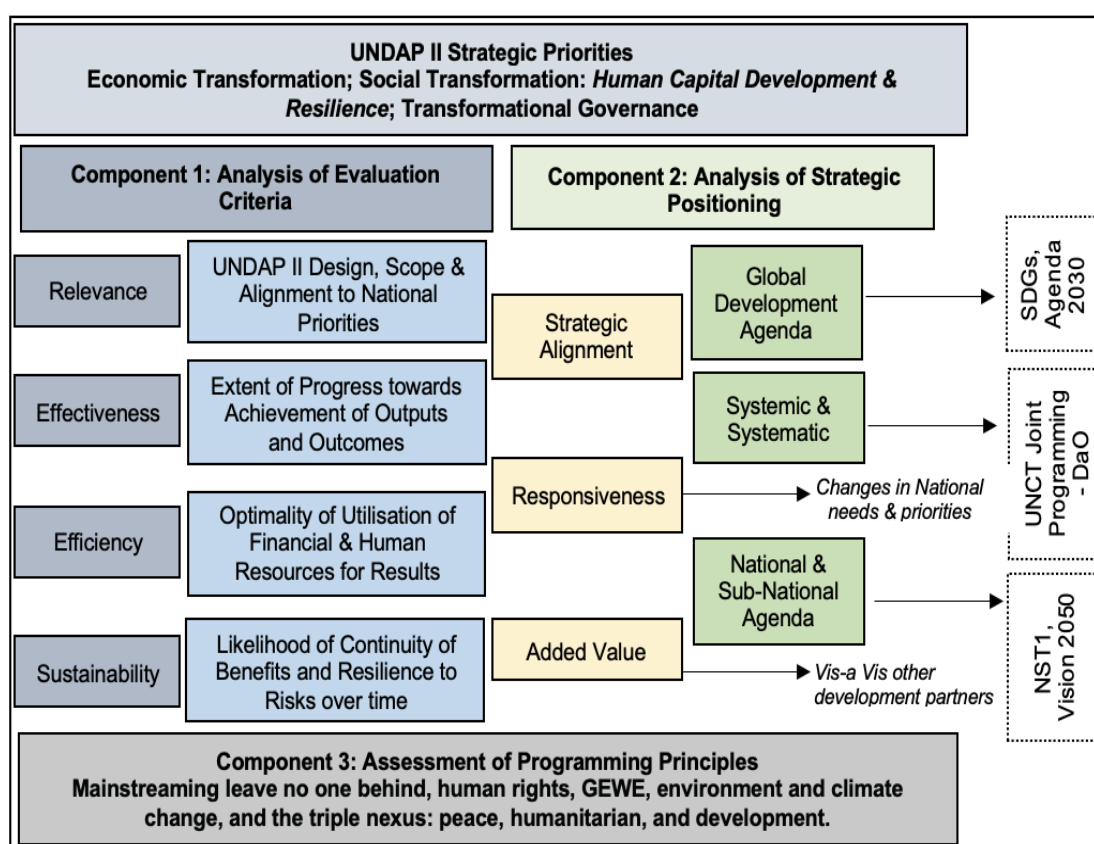 UNDAP II Strategic Priorities
Economic Transformation; Social Transformation: Human Capital Development &
Resilience; Transformational Governance
Component 1: Analysis of Evaluation
Criteria
Component 2: Analysis of Strategic
Positioning
Relevance
UNDAP II Design, Scope &
Alignment to National
Priorities
Effectiveness
Extent of Progress towards
Achievement of Outputs
and Outcomes
Efficiency
Optimality of Utilisation of
Financial & Human
Resources for Results
Sustainability
Likelihood of Continuity of
Benefits and Resilience to
Risks over time
Strategic
Alignment
Global
Development
Agenda
SDGs,
Agenda
2030
Systemic &
Systematic
UNCT Joint
Programming
- DaO
Responsiveness
Changes in National
needs & priorities
National &
Sub-National
Agenda
NST1,
Vision 2050
Added Value
Vis-a Vis other
development partners
Component 3: Assessment of Programming Principles
Mainstreaming leave no one behind, human rights, GEWE, environment and climate
change, and the triple nexus: peace, humanitarian, and development.